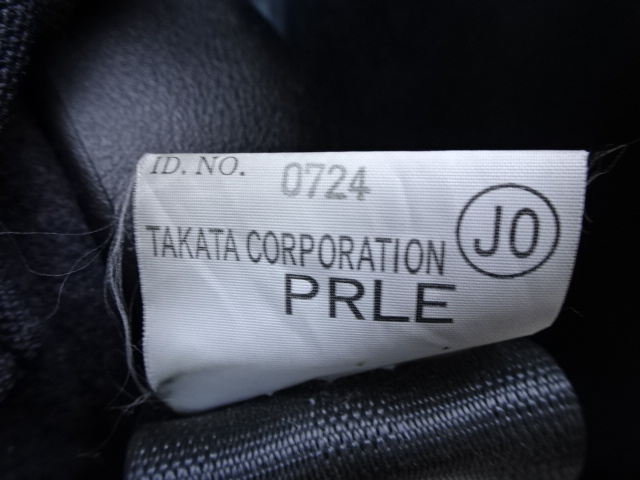 ID. NO. 0724
TAKATA CORPORATION JO
PRLE